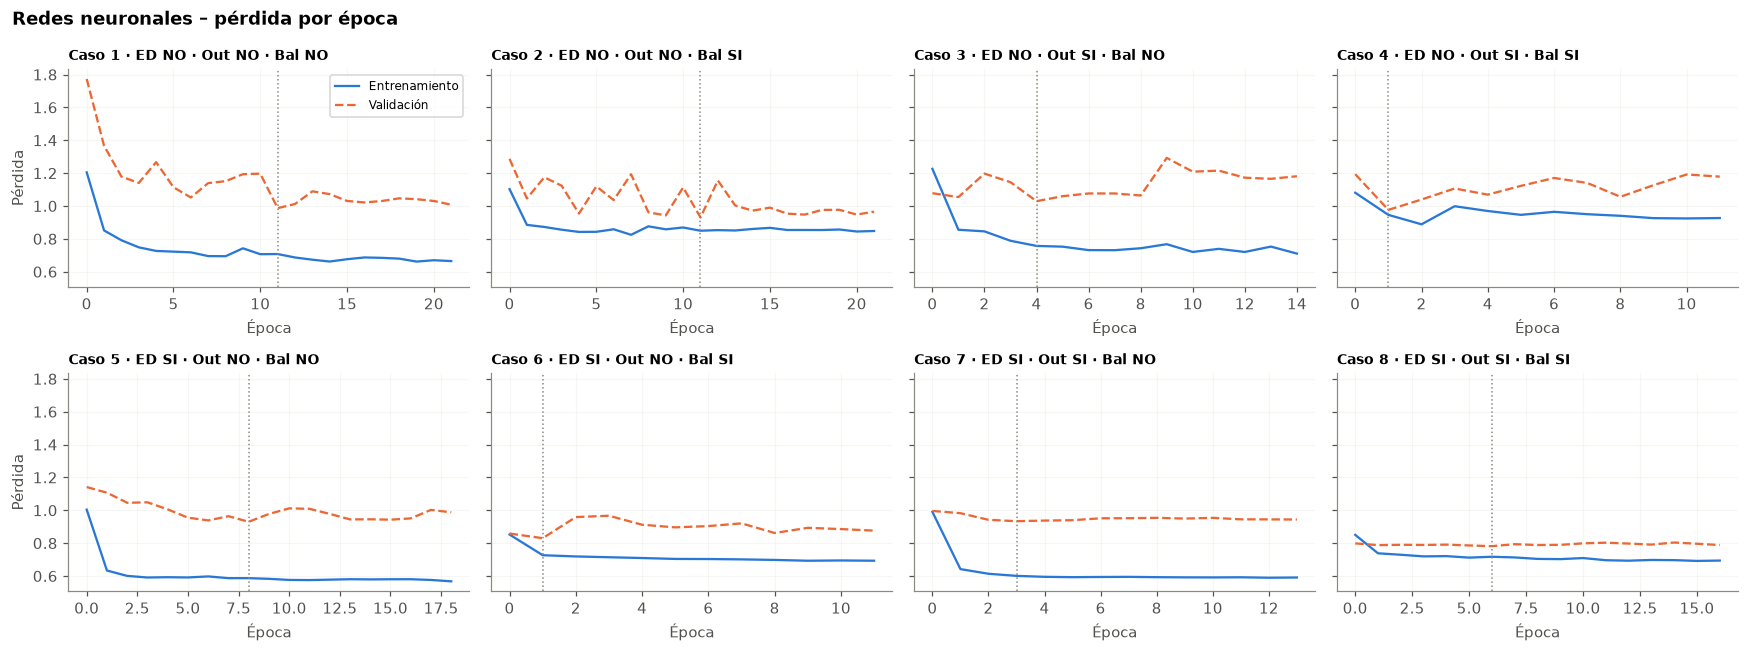 Redes neuronales – pérdida por época
Caso 1 · ED NO · Out NO · Bal NO
Caso 2 · ED NO · Out NO · Bal SI
Caso 3 · ED NO · Out SI · Bal NO
Caso 4 · ED NO · Out SI · Bal SI
Entrenamiento
Validación
Pérdida
1.8
1.6
1.4
1.2
1.0
0.8
0.6
0 5 10 15 20
0 5 10 15 20
0 2 4 6 8 10 12 14
0 2 4 6 8 10
Época
Época
Época
Época
Caso 5 · ED SI · Out NO · Bal NO
Caso 6 · ED SI · Out NO · Bal SI
Caso 7 · ED SI · Out SI · Bal NO
Caso 8 · ED SI · Out SI · Bal SI
Pérdida
1.8
1.6
1.4
1.2
1.0
0.8
0.6
0.0 2.5 5.0 7.5 10.0 12.5 15.0 17.5
0 2 4 6 8 10
0 2 4 6 8 10 12
0.0 2.5 5.0 7.5 10.0 12.5 15.0
Época
Época
Época
Época